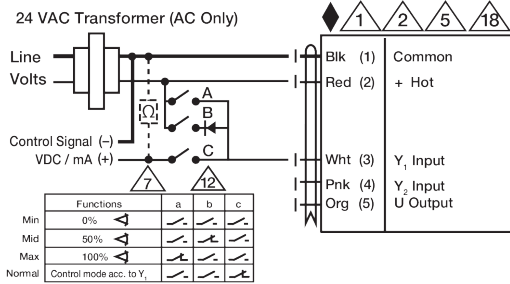 24 VAC Transformer (AC Only)
1 2 5 18
Line
Volts
Blk (1) Common
Red (2) + Hot
A
Ω
B
Control Signal (–)
VDC / mA (+)
C
Wht (3) Y1 Input
Pnk (4) Y2 Input
Org (5) U Output
7 12
Functions a b c
Min 0%
Mid 50%
Max 100%
Normal Control mode acc. to Y1